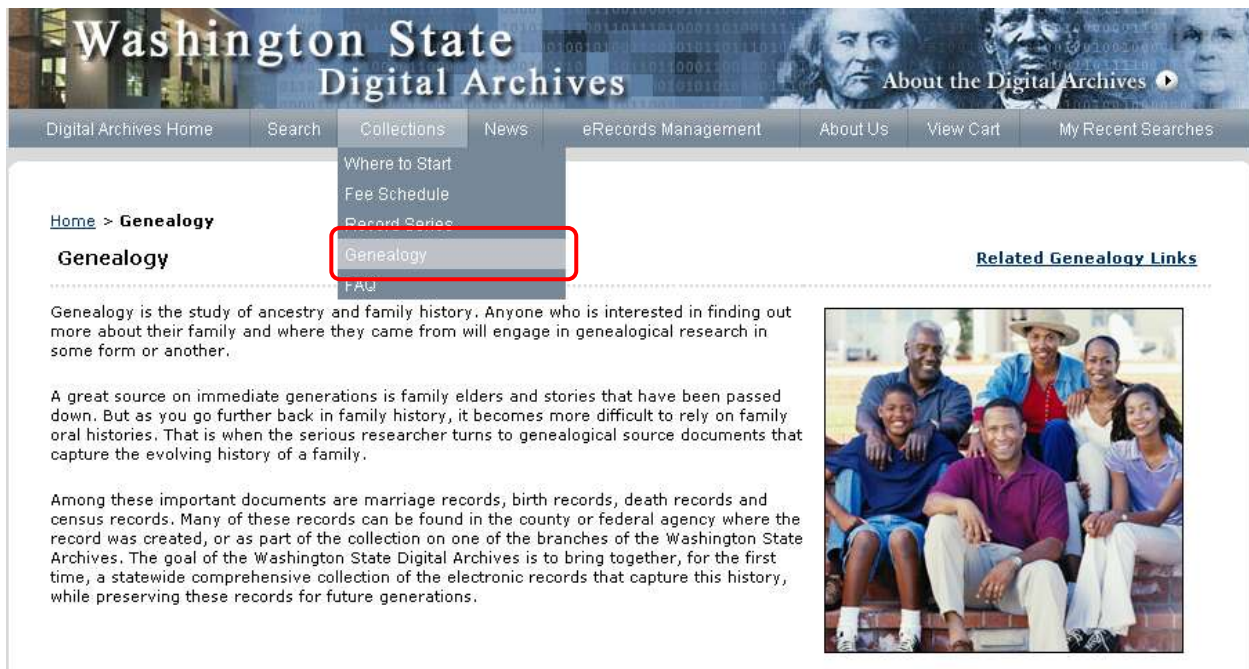 Washington State
Digital Archives
About the Digital Archives
Digital Archives Home Search Collections News eRecords Management About Us View Cart My Recent Searches
Where to Start
Fee Schedule
Record Series
Genealogy
FAQ
Home > Genealogy
Genealogy
Related Genealogy Links
Genealogy is the study of ancestry and family history. Anyone who is interested in finding out
more about their family and where they came from will engage in genealogical research in
some form or another.
A great source on immediate generations is family elders and stories that have been passed
down. But as you go further back in family history, it becomes more difficult to rely on family
oral histories. That is when the serious researcher turns to genealogical source documents that
capture the evolving history of a family.
Among these important documents are marriage records, birth records, death records and
census records. Many of these records can be found in the county or federal agency where the
record was created, or as part of the collection on one of the branches of the Washington State
Archives. The goal of the Washington State Digital Archives is to bring together, for the first
time, a statewide comprehensive collection of the electronic records that capture this history,
while preserving these records for future generations.